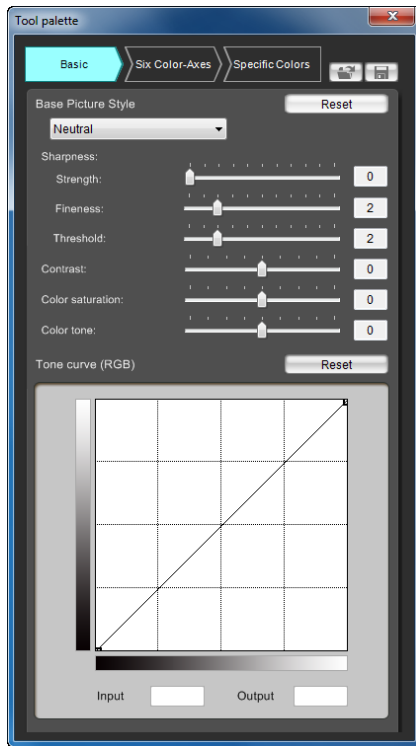 Tool palette
Basic Six Color-Axes Specific Colors
Base Picture Style Reset
Neutral
Sharpness:
Strength: 0
Fineness: 2
Threshold: 2
Contrast: 0
Color saturation: 0
Color tone: 0
Tone curve (RGB) Reset
Input Output